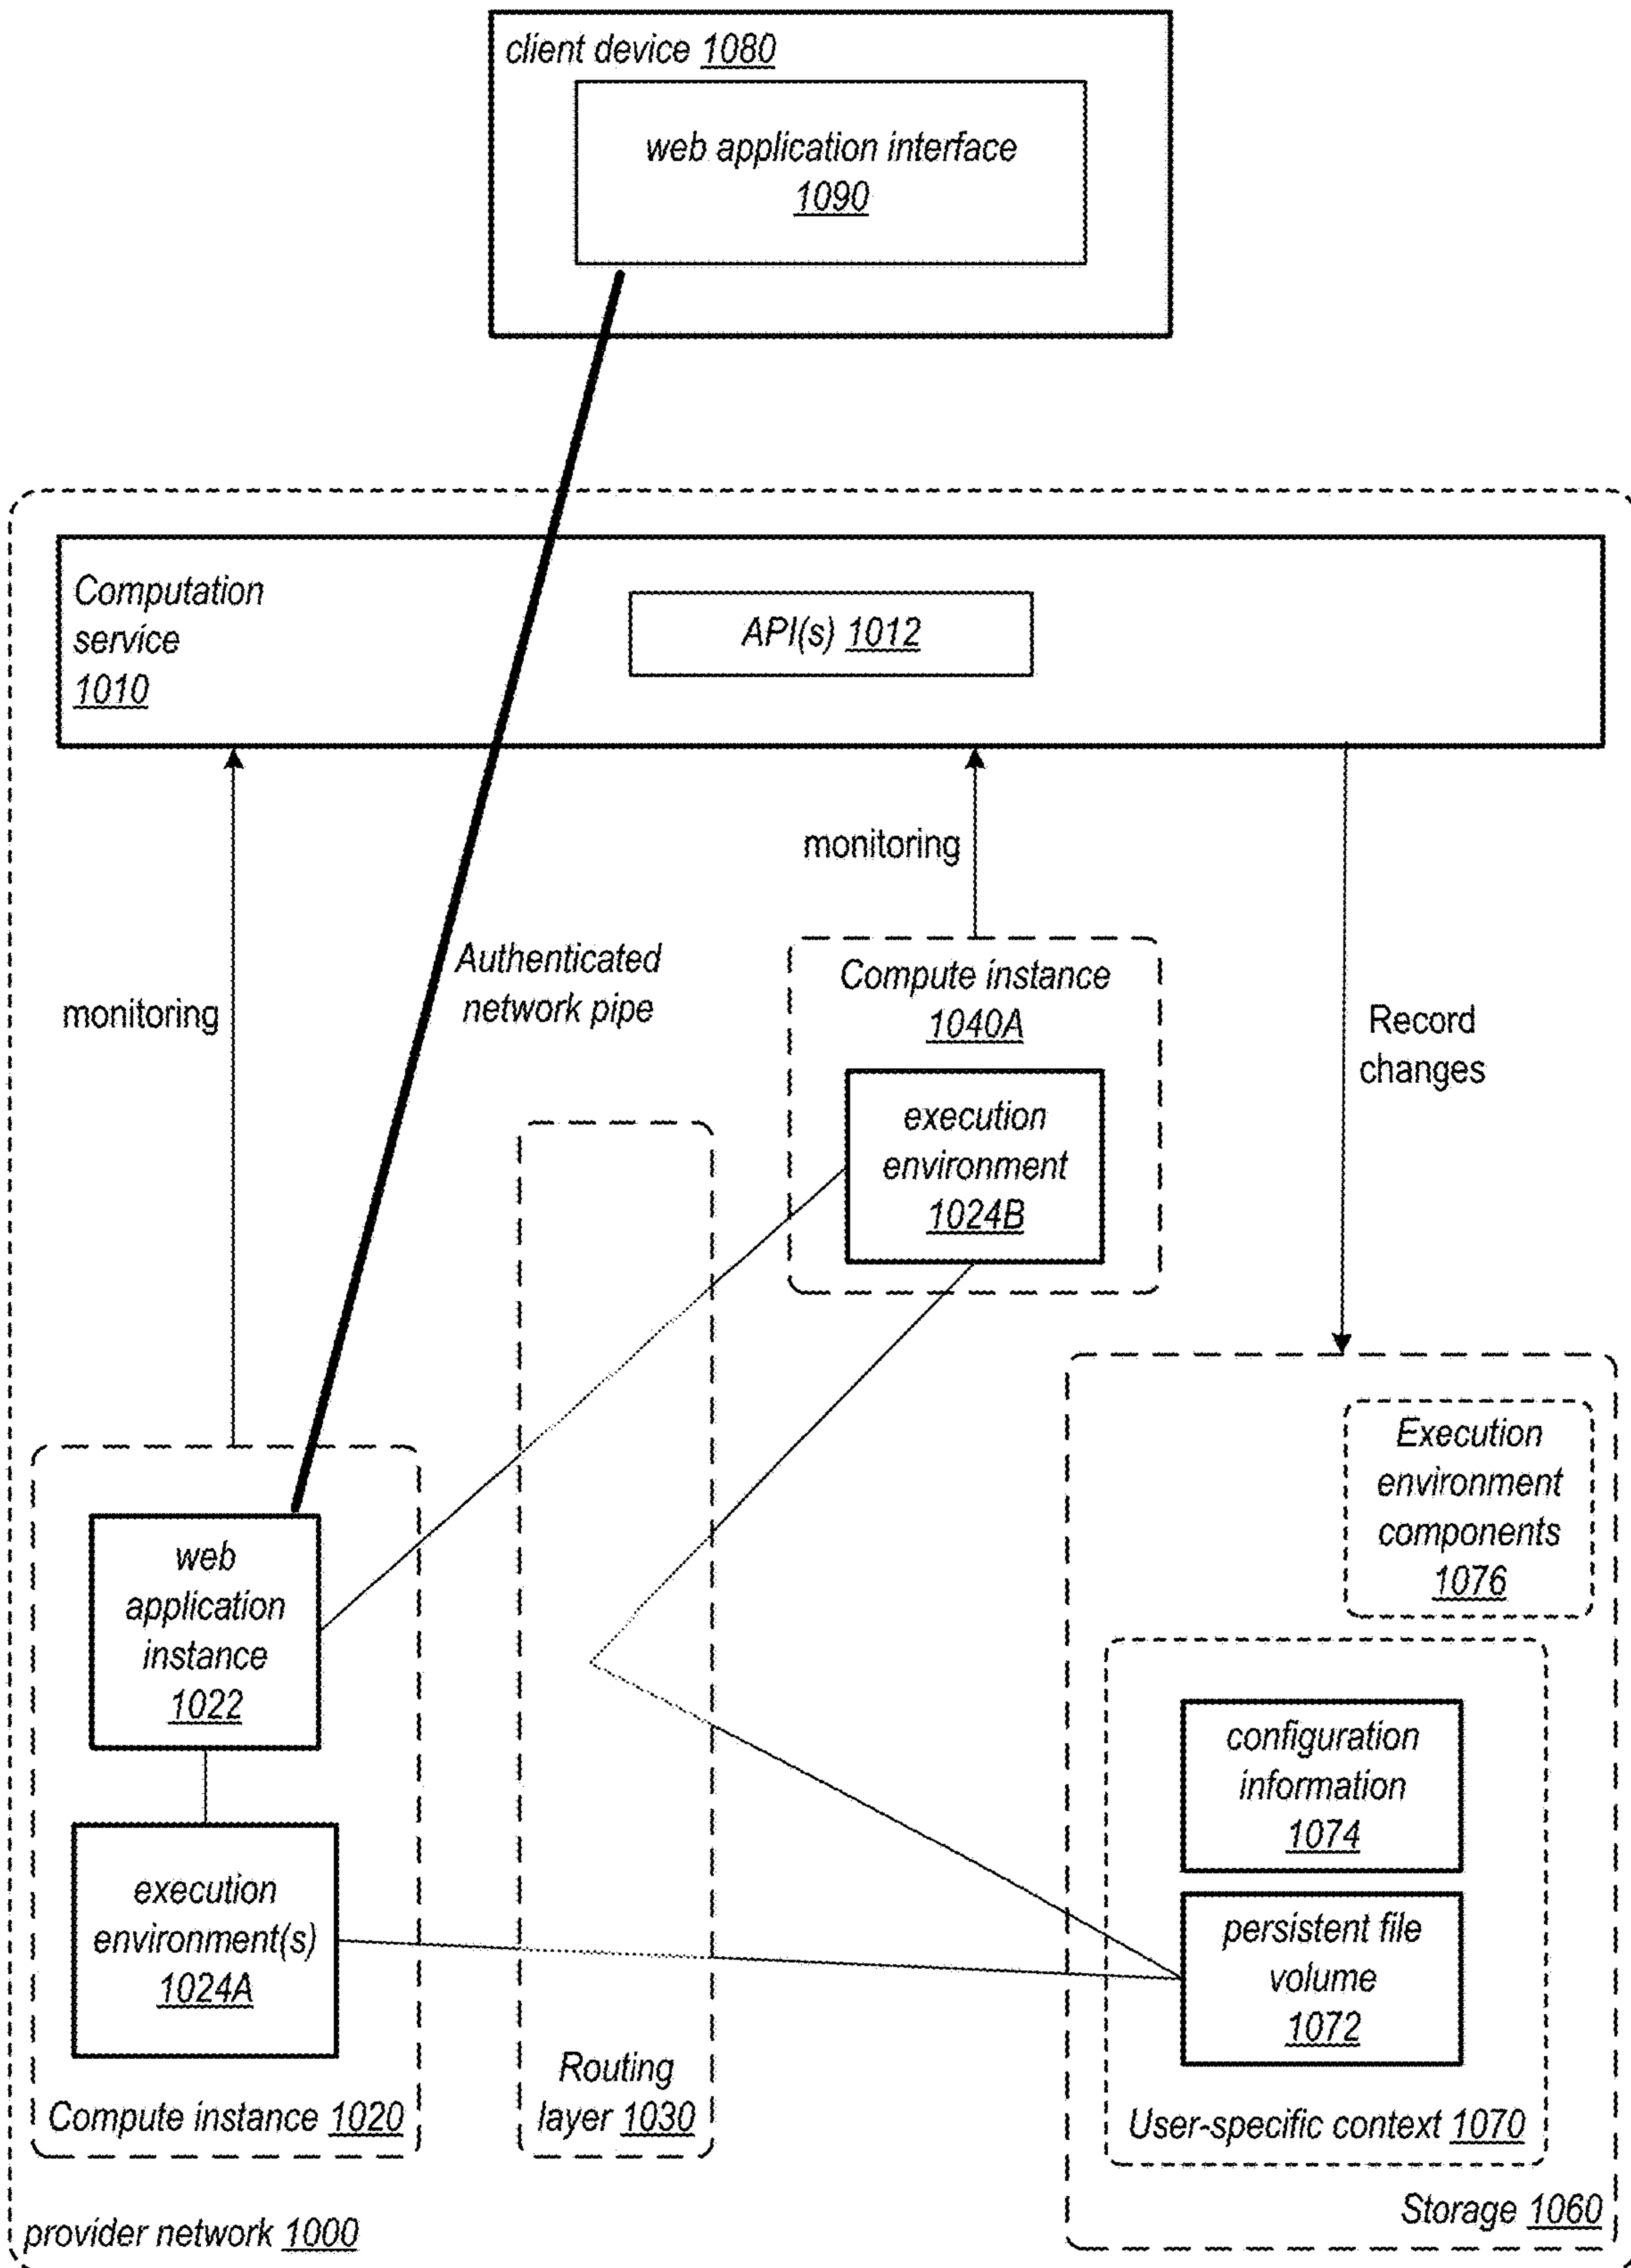 client device 1080
web application interface
1090
Computation
service
1010
API(s) 1012
monitoring
monitoring
Authenticated
network pipe
Compute instance
1040A
execution
environment
1024B
Record
changes
web
application
instance
1022
execution
environment(s)
1024A
Compute instance 1020
Routing
layer 1030
Execution
environment
components
1076
configuration
information
1074
persistent file
volume
1072
User-specific context 1070
Storage 1060
provider network 1000